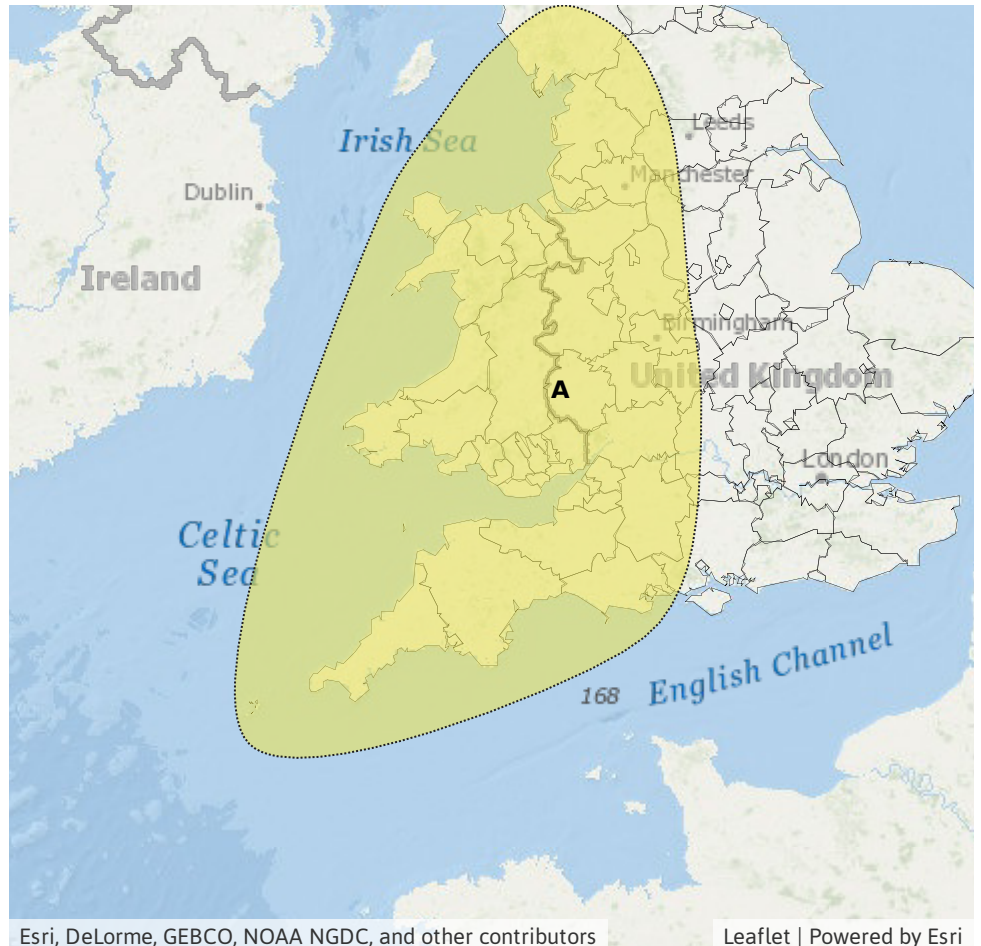 Irish Sea
Leeds
Manchester
Dublin
Ireland
Birmingham
United Kingdom
A
London
Celtic
Sea
English Channel
168
Esri, DeLorme, GEBCO, NOAA NGDC, and other contributors
Leaflet | Powered by Esri